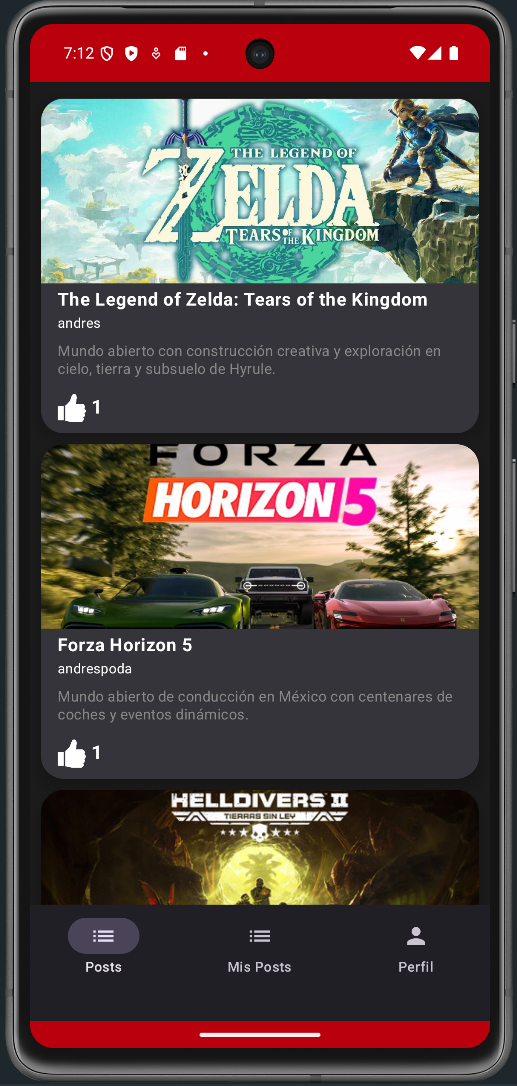 7:12
THE LEGEND OF
ZELDA
TEARS OF THE KINGDOM
The Legend of Zelda: Tears of the Kingdom
andres
Mundo abierto con construcción creativa y exploración en
cielo, tierra y subsuelo de Hyrule.
1
FORZA
HORIZON 5
Forza Horizon 5
andrespoda
Mundo abierto de conducción en México con centenares de
coches y eventos dinámicos.
1
HELLDIVERS II
TIERRAS SIN LEY
Posts
Mis Posts
Perfil